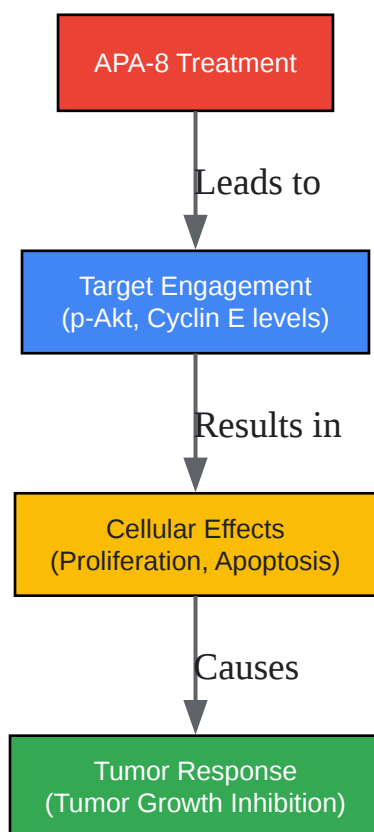 APA-8 Treatment
Leads to
Target Engagement
(p-Akt, Cyclin E levels)
Results in
Cellular Effects
(Proliferation, Apoptosis)
Causes
Tumor Response
(Tumor Growth Inhibition)